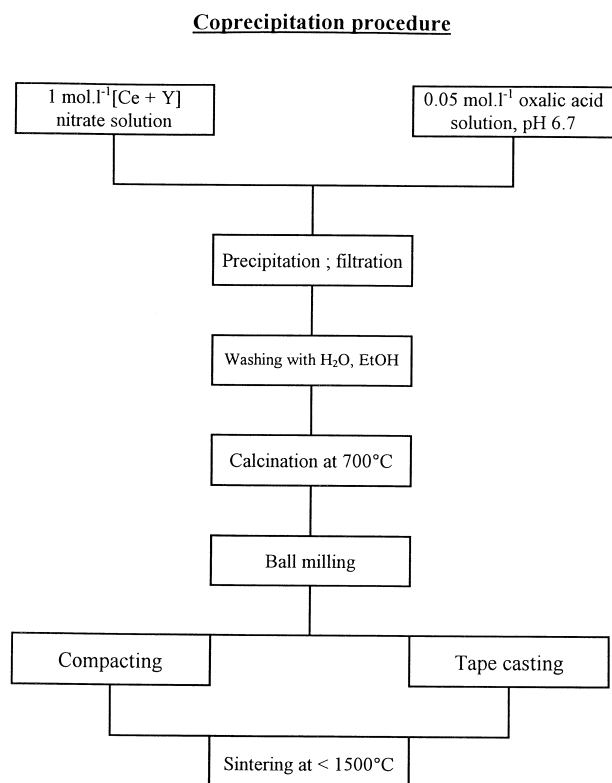 Coprecipitation procedure
1 mol.l⁻¹[Ce + Y]
nitrate solution
0.05 mol.l⁻¹ oxalic acid
solution, pH 6.7
Precipitation ; filtration
Washing with H₂O, EtOH
Calcination at 700°C
Ball milling
Compacting
Tape casting
Sintering at < 1500°C